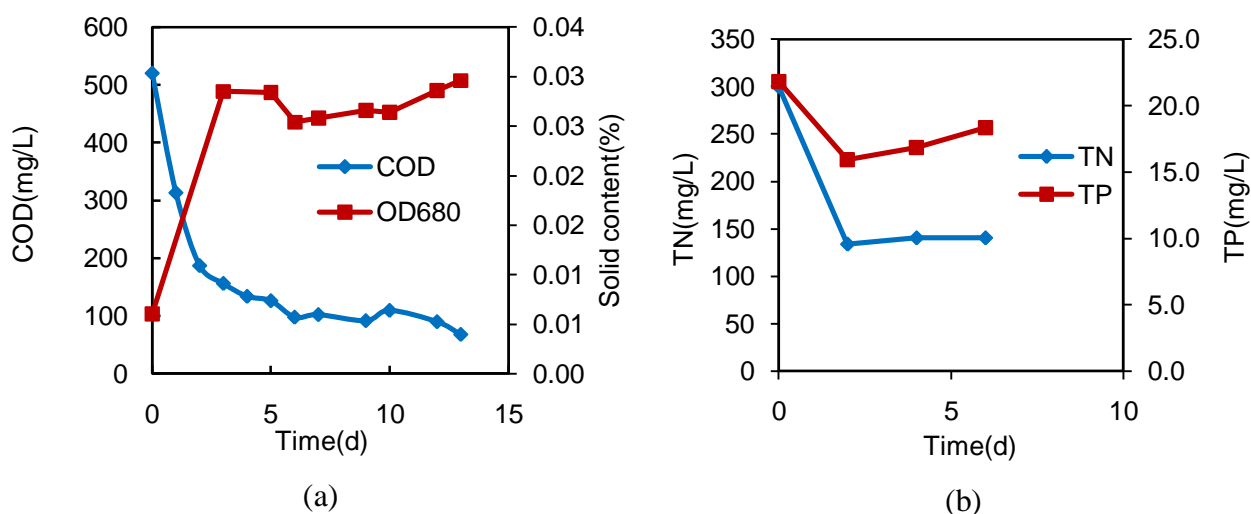 600
500
400
300
200
100
0
COD(mg/L)
0.04
0.03
0.03
0.02
0.02
0.01
0.01
0.00
Solid content(%)
COD
OD680
0 5 10 15
Time(d)
(a)
350
300
250
200
150
100
50
0
TN(mg/L)
25.0
20.0
15.0
10.0
5.0
0.0
TP(mg/L)
TN
TP
0 5 10
Time(d)
(b)